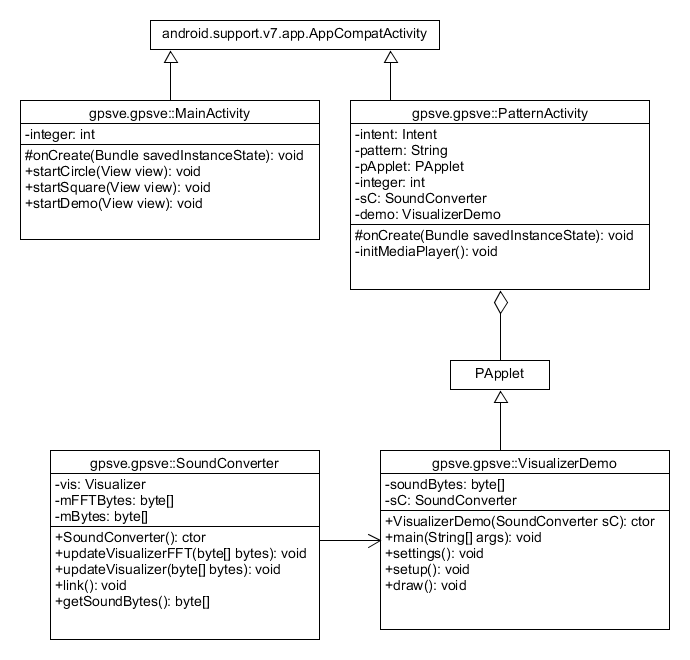 android.support.v7.app.AppCompatActivity
gpsve.gpsve::MainActivity
-integer: int
#onCreate(Bundle savedInstanceState): void
+startCircle(View view): void
+startSquare(View view): void
+startDemo(View view): void
gpsve.gpsve::PatternActivity
-intent: Intent
-pattern: String
-pApplet: PApplet
-integer: int
-sC: SoundConverter
-demo: VisualizerDemo
#onCreate(Bundle savedInstanceState): void
-initMediaPlayer(): void
PApplet
gpsve.gpsve::SoundConverter
-vis: Visualizer
-mFFTBytes: byte[]
-mBytes: byte[]
+SoundConverter(): ctor
+updateVisualizerFFT(byte[] bytes): void
+updateVisualizer(byte[] bytes): void
+link(): void
+getSoundBytes(): byte[]
gpsve.gpsve::VisualizerDemo
-soundBytes: byte[]
-sC: SoundConverter
+VisualizerDemo(SoundConverter sC): ctor
+main(String[] args): void
+settings(): void
+setup(): void
+draw(): void